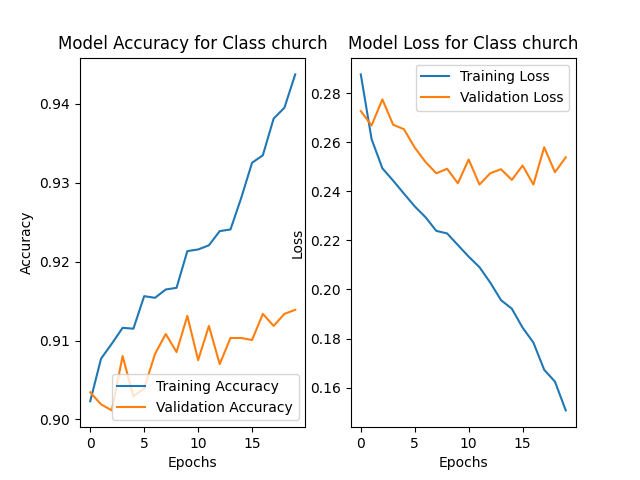 Model Accuracy for Class church
Accuracy
0.94
0.93
0.92
0.91
0.90
0
5
10
15
Epochs
Training Accuracy
Validation Accuracy
Model Loss for Class church
Loss
0.28
0.26
0.24
0.22
0.20
0.18
0.16
0
5
10
15
Epochs
Training Loss
Validation Loss